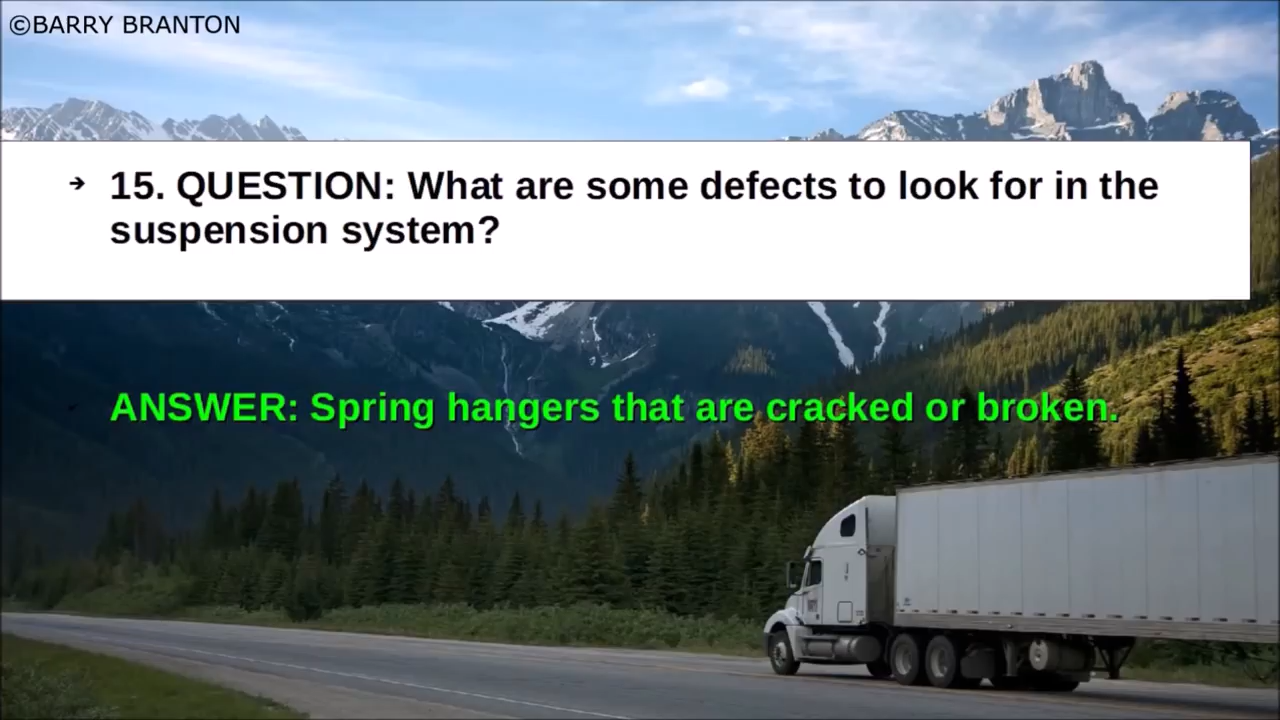 ©BARRY BRANTON
➔ 15. QUESTION: What are some defects to look for in the
suspension system?
ANSWER: Spring hangers that are cracked or broken.